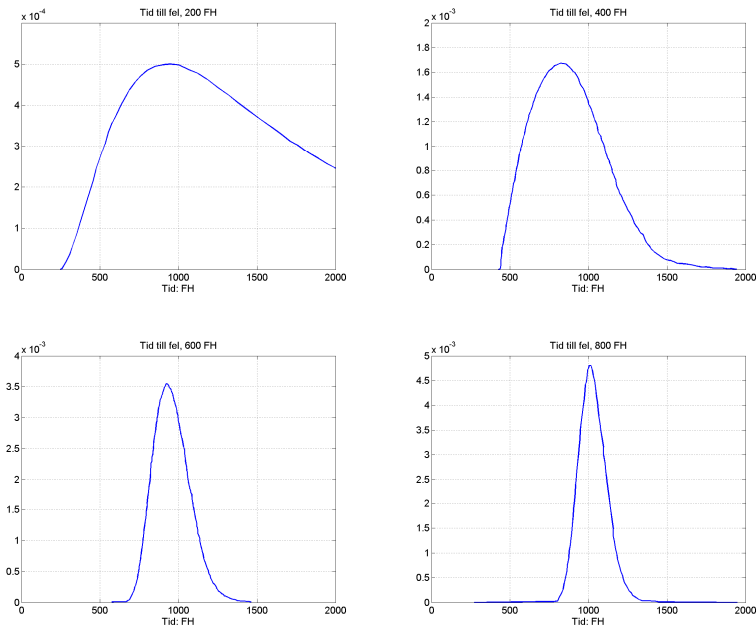 Tid till fel, 200 FH
x 10^-4
5
4
3
2
1
0
0 500 1000 1500 2000
Tid: FH
Tid till fel, 400 FH
x 10^-3
2
1.8
1.6
1.4
1.2
1
0.8
0.6
0.4
0.2
0
0 500 1000 1500 2000
Tid: FH
Tid till fel, 600 FH
x 10^-3
4
3.5
3
2.5
2
1.5
1
0.5
0
0 500 1000 1500 2000
Tid: FH
Tid till fel, 800 FH
x 10^-3
5
4.5
4
3.5
3
2.5
2
1.5
1
0.5
0
0 500 1000 1500 2000
Tid: FH